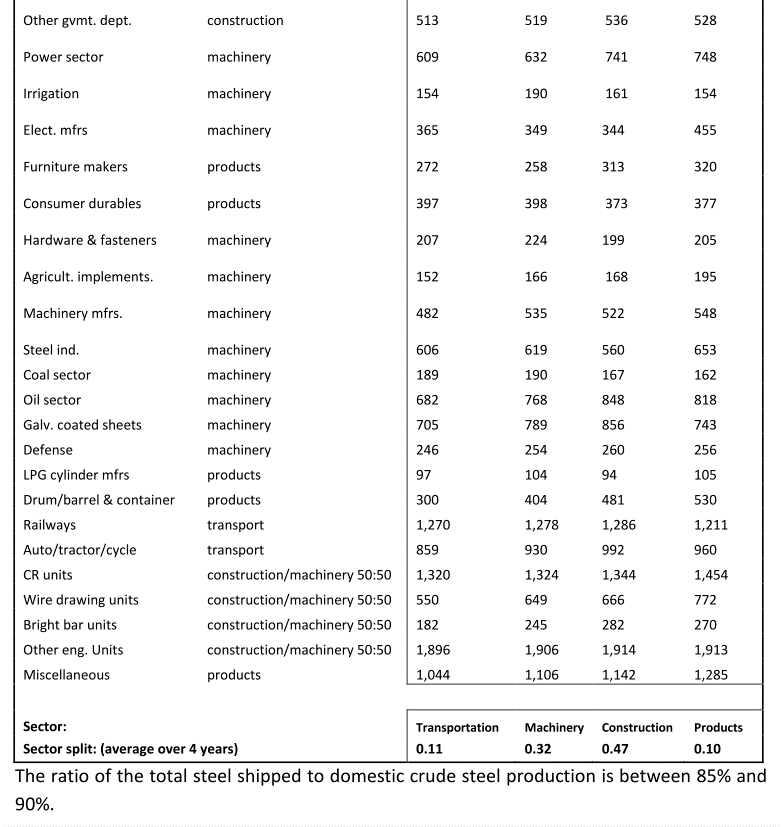 Other gvmt. dept. construction 513 519 536 528
Power sector machinery 609 632 741 748
Irrigation machinery 154 190 161 154
Elect. mfrs machinery 365 349 344 455
Furniture makers products 272 258 313 320
Consumer durables products 397 398 373 377
Hardware & fasteners machinery 207 224 199 205
Agricult. implements. machinery 152 166 168 195
Machinery mfrs. machinery 482 535 522 548
Steel ind. machinery 606 619 560 653
Coal sector machinery 189 190 167 162
Oil sector machinery 682 768 848 818
Galv. coated sheets machinery 705 789 856 743
Defense machinery 246 254 260 256
LPG cylinder mfrs products 97 104 94 105
Drum/barrel & container products 300 404 481 530
Railways transport 1,270 1,278 1,286 1,211
Auto/tractor/cycle transport 859 930 992 960
CR units construction/machinery 50:50 1,320 1,324 1,344 1,454
Wire drawing units construction/machinery 50:50 550 649 666 772
Bright bar units construction/machinery 50:50 182 245 282 270
Other eng. Units construction/machinery 50:50 1,896 1,906 1,914 1,913
Miscellaneous products 1,044 1,106 1,142 1,285
Sector: Transportation Machinery Construction Products
Sector split: (average over 4 years) 0.11 0.32 0.47 0.10
The ratio of the total steel shipped to domestic crude steel production is between 85% and
90%.